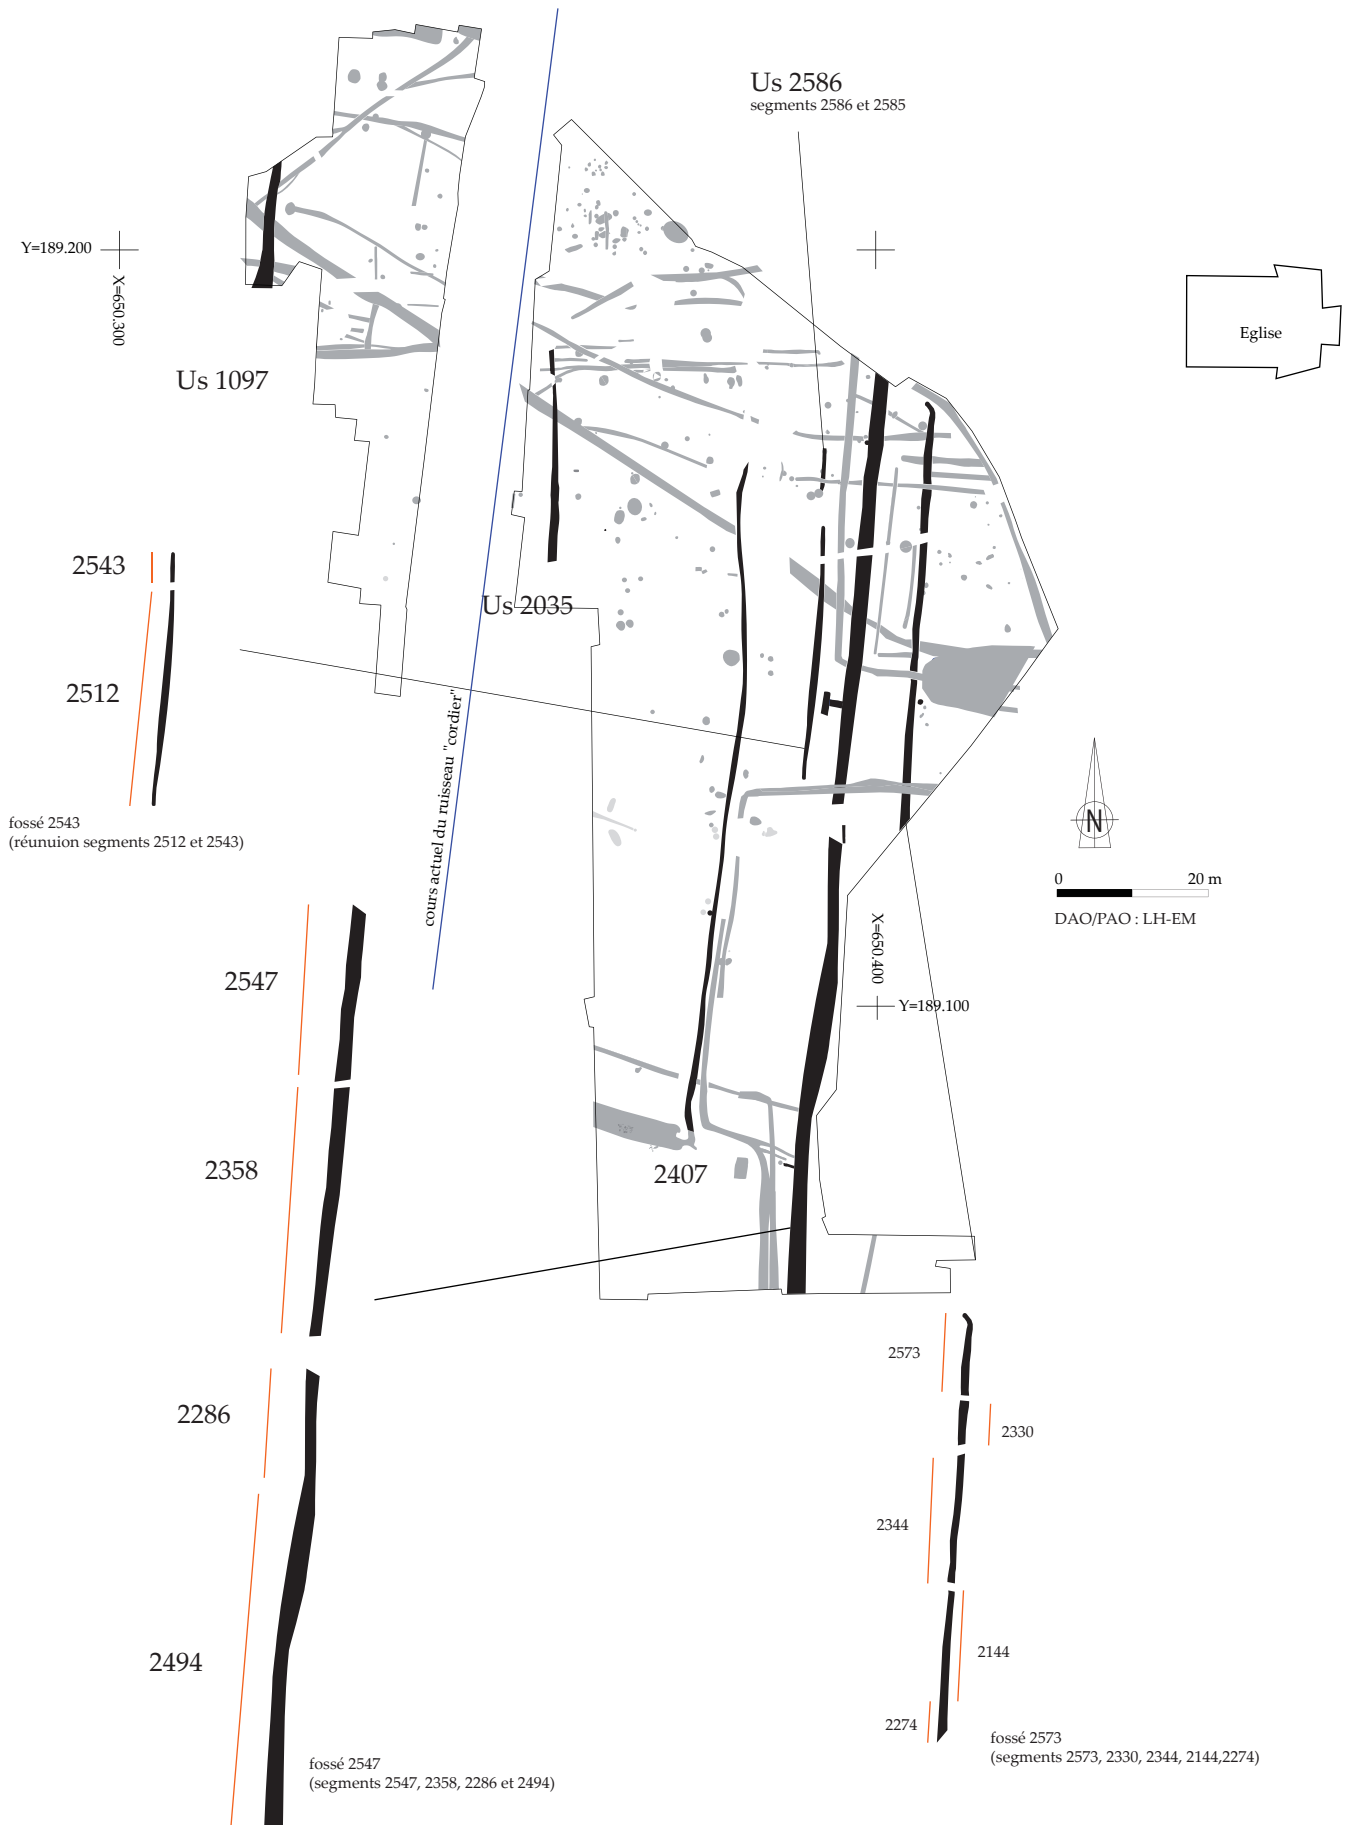 Us 2586
segments 2586 et 2585
Y=189.200
X=650.300
Eglise
Us 1097
2543
Us 2035
2512
cours actuel du ruisseau "cordier"
fossé 2543
(réunuion segments 2512 et 2543)
N
0 20 m
DAO/PAO : LH-EM
X=650.400
Y=189.100
2547
2358
2407
2573
2286
2330
2344
2494
2144
2274
fossé 2573
(segments 2573, 2330, 2344, 2144,2274)
fossé 2547
(segments 2547, 2358, 2286 et 2494)